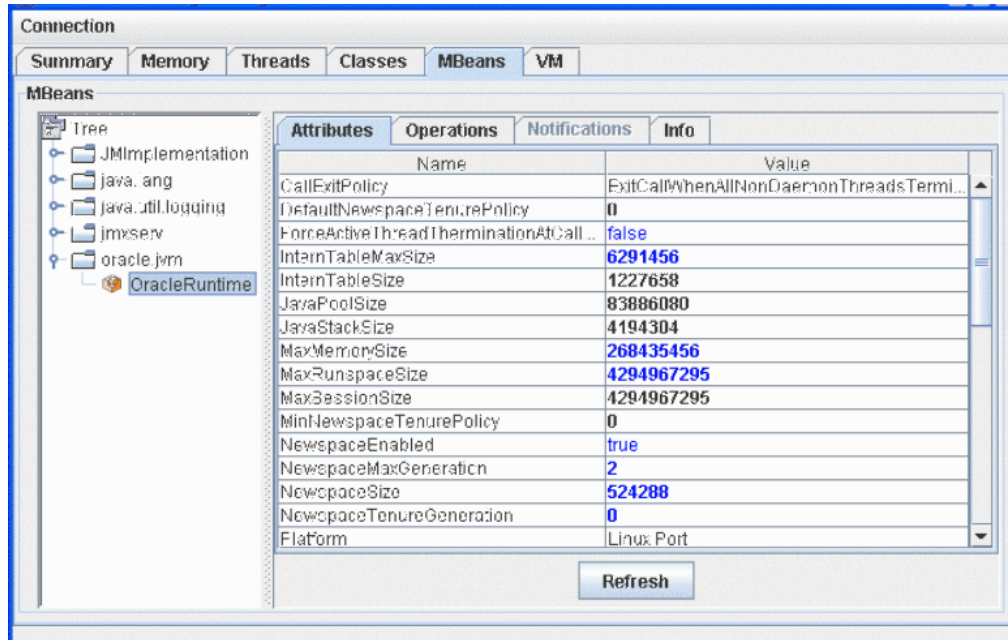 Connection
Summary Memory Threads Classes MBeans VM
MBeans
Tree
JMImplementation
java.lang
java.util.logging
jmxserv
oracle.jvm
OracleRuntime
Attributes Operations Notifications Info
Name Value
CallExitPolicy ExitCallWhenAllNonDaemonThreadsTermi...
DefaultNewspaceTenurePolicy 0
ForceActiveThreadTherminationAtCall... false
InternTableMaxSize 6291456
InternTableSize 1227658
JavaPoolSize 83886080
JavaStackSize 4194304
MaxMemorySize 268435456
MaxRunspaceSize 4294967295
MaxSessionSize 4294967295
MinNewspaceTenurePolicy 0
NewspaceEnabled true
NewspaceMaxGeneration 2
NewspaceSize 524288
NewspaceTenureGeneration 0
Platform Linux Port
Refresh